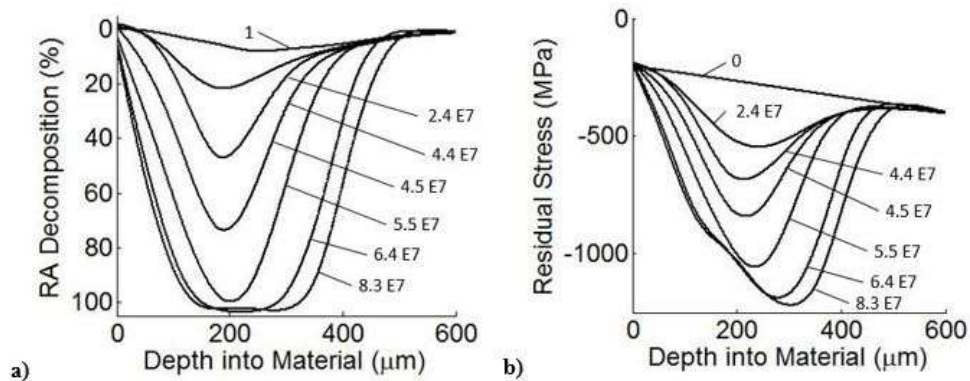 0
20
40
60
80
100
RA Decomposition (%)
1
2.4 E7
4.4 E7
4.5 E7
5.5 E7
6.4 E7
8.3 E7
0 200 400 600
Depth into Material (μm)
a)
0
-500
-1000
Residual Stress (MPa)
0
2.4 E7
4.4 E7
4.5 E7
5.5 E7
6.4 E7
8.3 E7
0 200 400 600
Depth into Material (μm)
b)